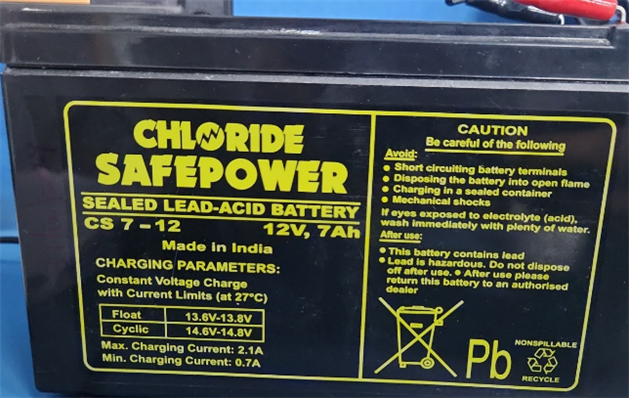 CHLORIDE
SAFEPOWER
SEALED LEAD-ACID BATTERY
CS 7-12 12V, 7Ah
Made in India
CHARGING PARAMETERS:
Constant Voltage Charge
with Current Limits (at 27°C)
Float 13.6V-13.8V
Cyclic 14.6V-14.8V
Max. Charging Current: 2.1A
Min. Charging Current: 0.7A
CAUTION
Be careful of the following
Avoid:
● Short circuiting battery terminals
● Disposing the battery into open flame
● Charging in a sealed container
● Mechanical shocks
If eyes exposed to electrolyte (acid),
wash immediately with plenty of water.
After use:
● This battery contains lead
● Lead is hazardous. Do not dispose
off after use. ● After use please
return this battery to an authorised
dealer
Pb
NONSPILLABLE
RECYCLE